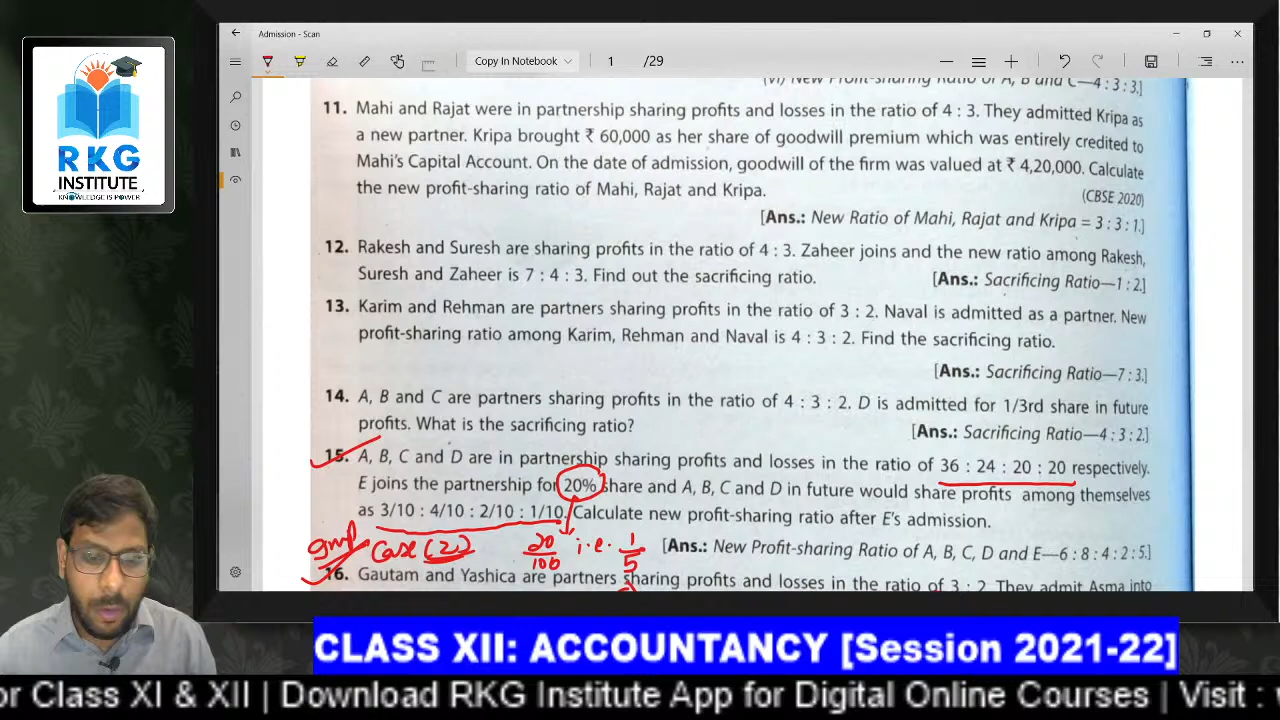 Admission - Scan
Copy In Notebook
1 /29
(VI) New Profit-sharing Ratio of A, B and C—4 : 3 : 3.]
11. Mahi and Rajat were in partnership sharing profits and losses in the ratio of 4 : 3. They admitted Kripa as
a new partner. Kripa brought ₹ 60,000 as her share of goodwill premium which was entirely credited to
Mahi's Capital Account. On the date of admission, goodwill of the firm was valued at ₹ 4,20,000. Calculate
the new profit-sharing ratio of Mahi, Rajat and Kripa. (CBSE 2020)
[Ans.: New Ratio of Mahi, Rajat and Kripa = 3 : 3 : 1.]
12. Rakesh and Suresh are sharing profits in the ratio of 4 : 3. Zaheer joins and the new ratio among Rakesh,
Suresh and Zaheer is 7 : 4 : 3. Find out the sacrificing ratio. [Ans.: Sacrificing Ratio—1 : 2.]
13. Karim and Rehman are partners sharing profits in the ratio of 3 : 2. Naval is admitted as a partner. New
profit-sharing ratio among Karim, Rehman and Naval is 4 : 3 : 2. Find the sacrificing ratio.
[Ans.: Sacrificing Ratio—7 : 3.]
14. A, B and C are partners sharing profits in the ratio of 4 : 3 : 2. D is admitted for 1/3rd share in future
profits. What is the sacrificing ratio? [Ans.: Sacrificing Ratio—4 : 3 : 2.]
15. A, B, C and D are in partnership sharing profits and losses in the ratio of 36 : 24 : 20 : 20 respectively.
E joins the partnership for 20% share and A, B, C and D in future would share profits among themselves
as 3/10 : 4/10 : 2/10 : 1/10. Calculate new profit-sharing ratio after E's admission.
Imp Case (2) 20/100 i.e. 1/5
[Ans.: New Profit-sharing Ratio of A, B, C, D and E—6 : 8 : 4 : 2 : 5.]
16. Gautam and Yashica are partners sharing profits and losses in the ratio of 3 : 2. They admit Asma into
RKG
INSTITUTE
KNOWLEDGE IS POWER
CLASS XII: ACCOUNTANCY [Session 2021-22]
or Class XI & XII | Download RKG Institute App for Digital Online Courses | Visit :